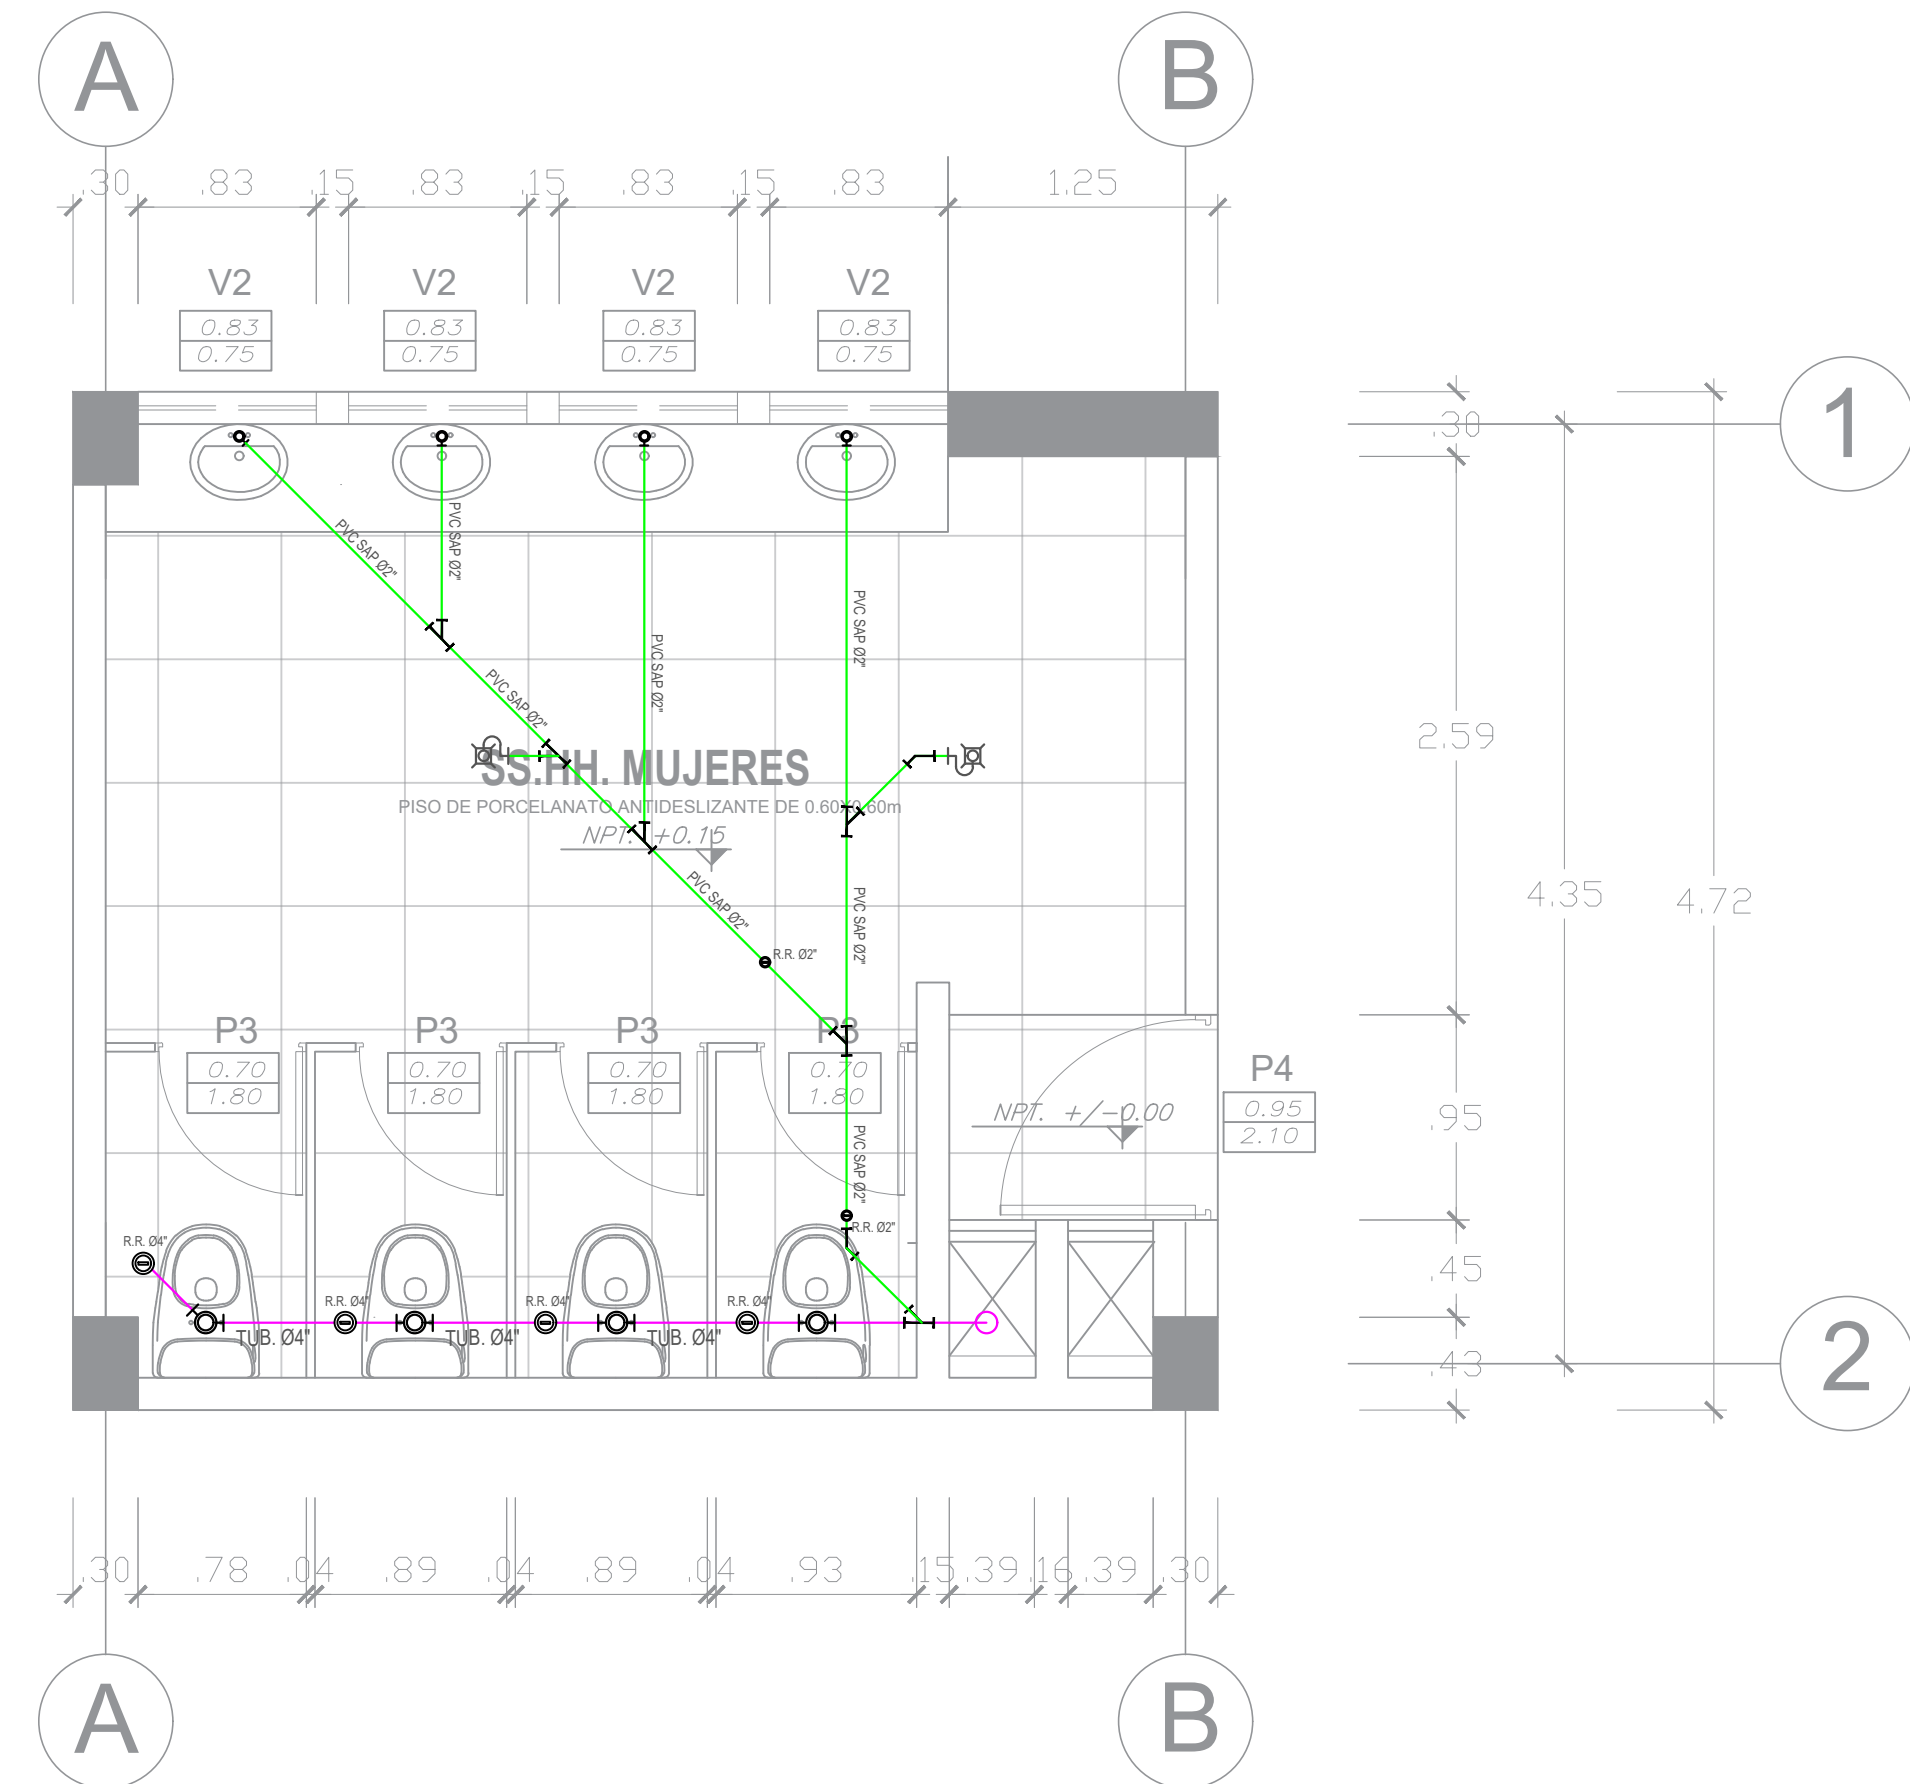 A
B
.30
.83
.15
.83
.15
.83
.15
.83
1.25
V2
V2
V2
V2
0.83
0.83
0.83
0.83
0.75
0.75
0.75
0.75
1
.30
PVC SAP Ø2"
PVC SAP Ø2"
PVC SAP Ø2"
PVC SAP Ø2"
PVC SAP Ø2"
2.59
SS.HH. MUJERES
PISO DE PORCELANATO ANTIDESLIZANTE DE 0.60X0.60m
NPT. +0.15
4.35
4.72
PVC SAP Ø2"
PVC SAP Ø2"
R.R. Ø2"
P3
P3
P3
P3
0.70
0.70
0.70
0.70
1.80
1.80
1.80
1.80
P4
0.95
2.10
NPT. +/-0.00
.95
PVC SAP Ø2"
R.R. Ø2"
R.R. Ø4"
.45
R.R. Ø4"
R.R. Ø4"
R.R. Ø4"
TUB. Ø4"
TUB. Ø4"
TUB. Ø4"
.43
2
.30
.78
.04
.89
.04
.89
.04
.93
.15
.39
.16
.39
.30
A
B